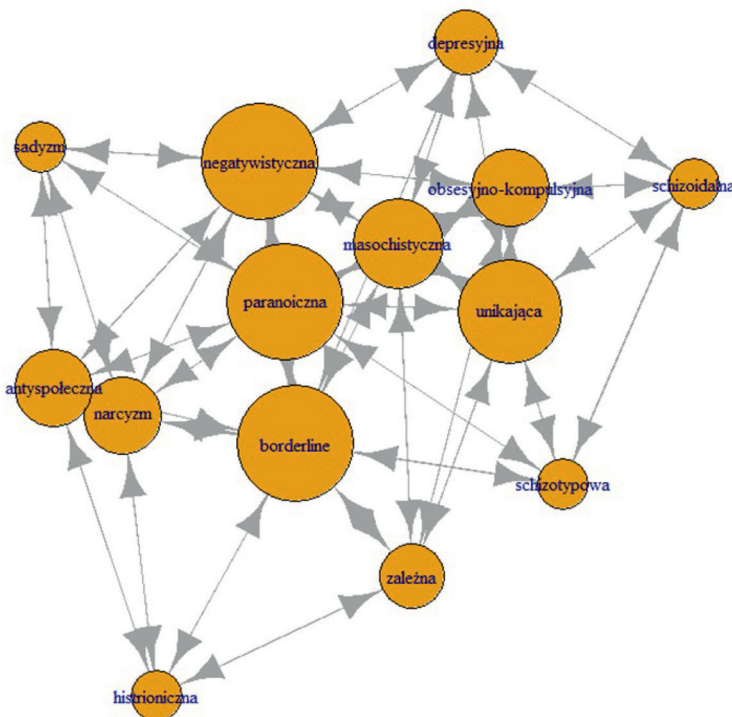 depresyjna
sadyzm
negatywistyczna
obsesyjno-kompulsyjna
schizoidalna
masochistyczna
paranoiczna
unikająca
antyspołeczna
narcyzm
borderline
schizotypowa
zależna
histrioniczna